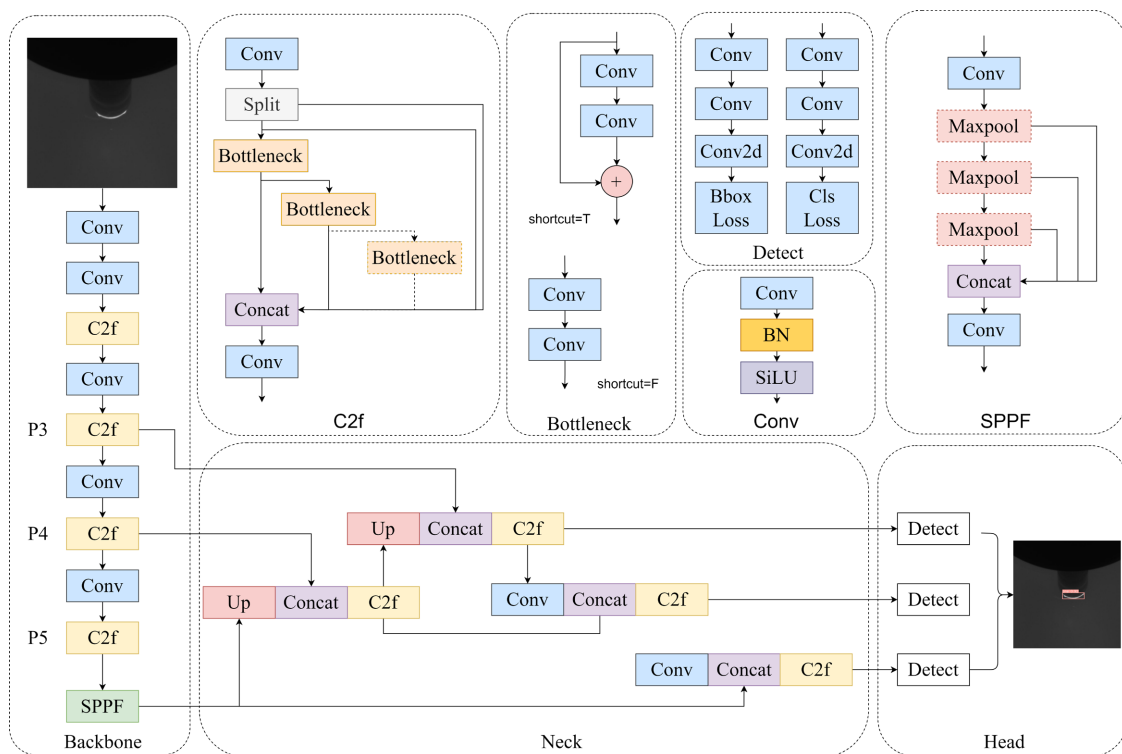 Conv
Conv
C2f
Conv
P3
C2f
Conv
P4
C2f
Conv
P5
C2f
SPPF
Backbone
Conv
Split
Bottleneck
Bottleneck
Bottleneck
Concat
Conv
C2f
Conv
Conv
+
shortcut=T
Conv
Conv
shortcut=F
Bottleneck
Conv
Conv
Conv
Conv
Conv2d
Conv2d
Bbox
Loss
Cls
Loss
Detect
Conv
BN
SiLU
Conv
Conv
Maxpool
Maxpool
Maxpool
Concat
Conv
SPPF
Up
Concat
C2f
Up
Concat
C2f
Conv
Concat
C2f
Conv
Concat
C2f
Neck
Detect
Detect
Detect
Head